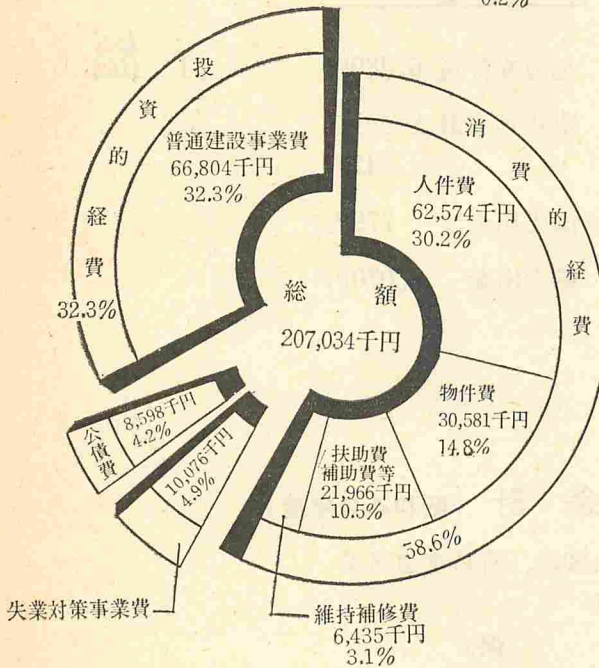 0.2%
投資的経費
32.3%
普通建設事業費
66,804千円
32.3%
消費的経費
58.6%
人件費
62,574千円
30.2%
総額
207,034千円
物件費
30,581千円
14.8%
扶助費
補助費等
21,966千円
10.5%
公債費
8,598千円
4.2%
10,076千円
4.9%
失業対策事業費
維持補修費
6,435千円
3.1%